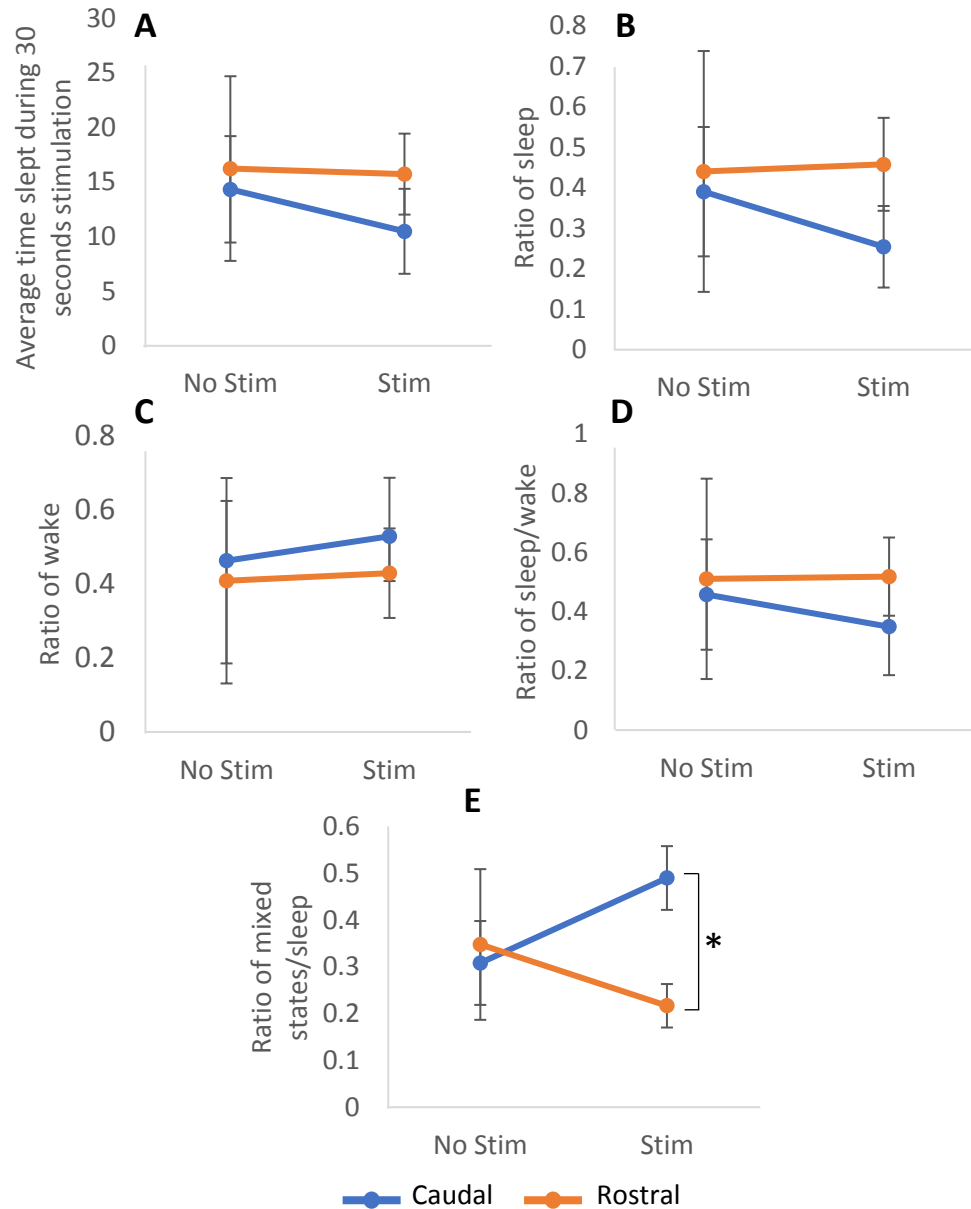 A
Average time slept during 30
seconds stimulation
30
25
20
15
10
5
0
No Stim
Stim
B
Ratio of sleep
0.8
0.7
0.6
0.5
0.4
0.3
0.2
0.1
0
No Stim
Stim
C
Ratio of wake
0.8
0.6
0.4
0.2
0
No Stim
Stim
D
Ratio of sleep/wake
1
0.8
0.6
0.4
0.2
0
No Stim
Stim
E
Ratio of mixed
states/sleep
0.6
0.5
0.4
0.3
0.2
0.1
0
*
No Stim
Stim
Caudal
Rostral